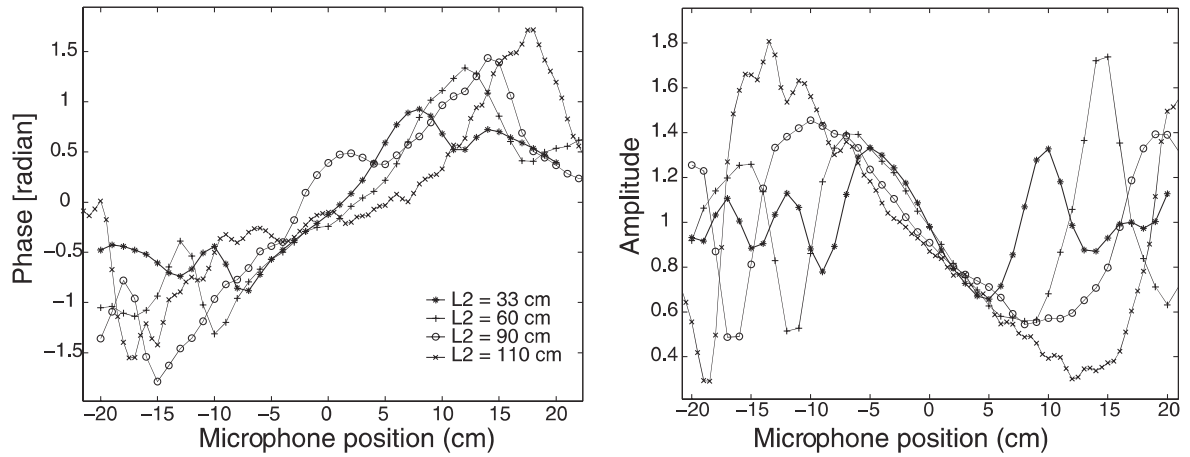 Phase [radian]
1.5
1
0.5
0
−0.5
−1
−1.5
−20 −15 −10 −5 0 5 10 15 20
Microphone position (cm)
L2 = 33 cm
L2 = 60 cm
L2 = 90 cm
L2 = 110 cm
Amplitude
1.8
1.6
1.4
1.2
1
0.8
0.6
0.4
−20 −15 −10 −5 0 5 10 15 20
Microphone position (cm)